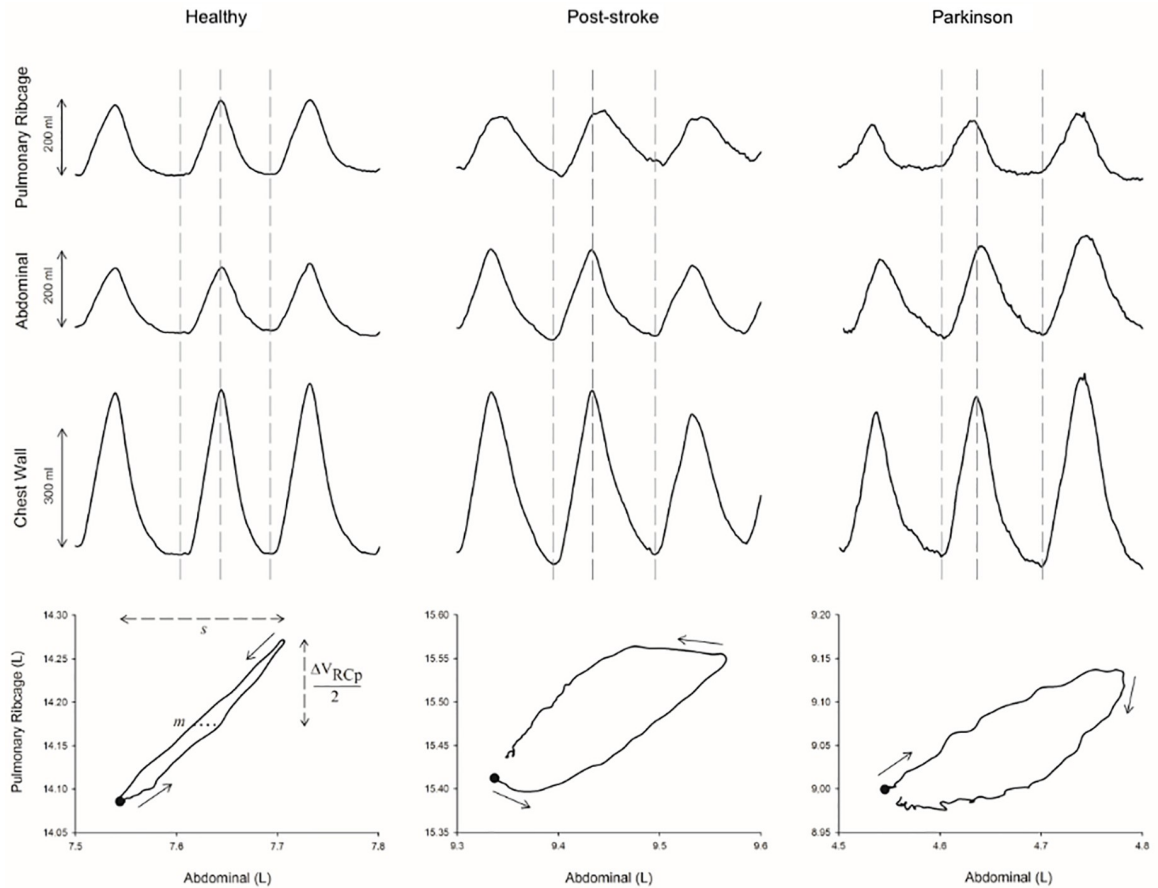 Healthy
Post-stroke
Parkinson
Pulmonary Ribcage
200 ml
Abdominal
200 ml
Chest Wall
300 ml
14.30
14.25
14.20
14.15
14.10
14.05
Pulmonary Ribcage (L)
s
m
ΔV_RCp
2
7.5 7.6 7.7 7.8
Abdominal (L)
15.60
15.55
15.50
15.45
15.40
15.35
9.3 9.4 9.5 9.6
Abdominal (L)
9.20
9.15
9.10
9.05
9.00
8.95
4.5 4.6 4.7 4.8
Abdominal (L)